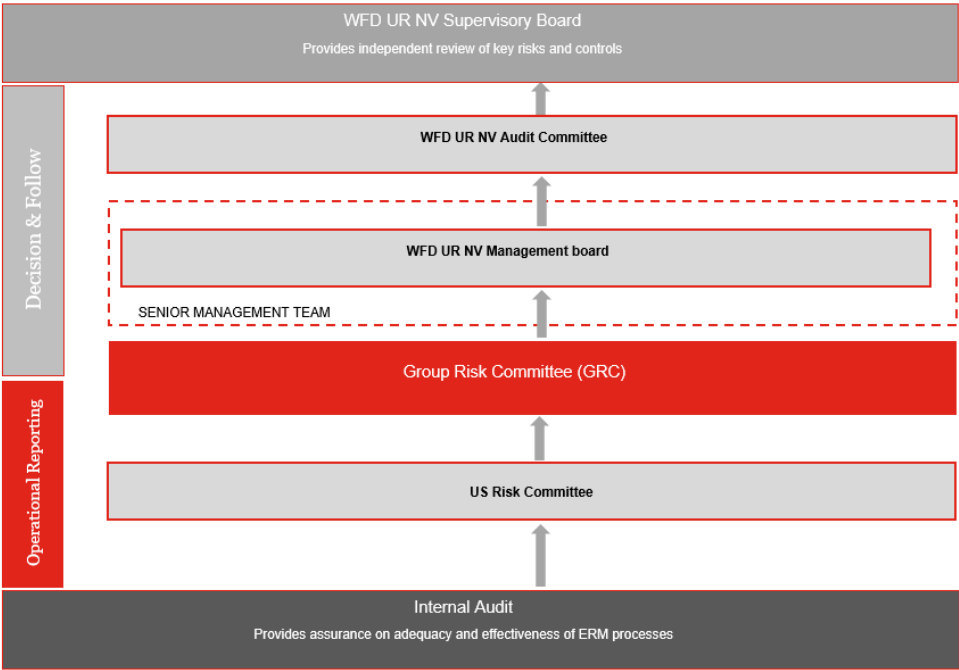 WFD UR NV Supervisory Board
Provides independent review of key risks and controls
Decision & Follow
WFD UR NV Audit Committee
WFD UR NV Management board
SENIOR MANAGEMENT TEAM
Group Risk Committee (GRC)
Operational Reporting
US Risk Committee
Internal Audit
Provides assurance on adequacy and effectiveness of ERM processes